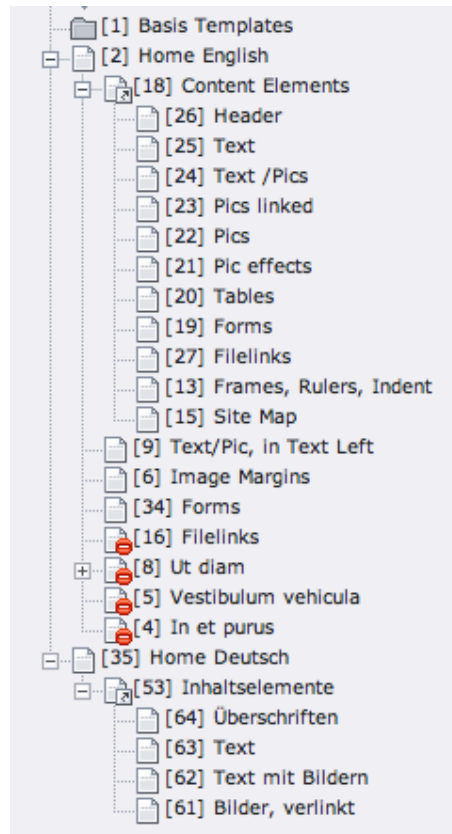 [1] Basis Templates
[2] Home English
[18] Content Elements
[26] Header
[25] Text
[24] Text /Pics
[23] Pics linked
[22] Pics
[21] Pic effects
[20] Tables
[19] Forms
[27] Filelinks
[13] Frames, Rulers, Indent
[15] Site Map
[9] Text/Pic, in Text Left
[6] Image Margins
[34] Forms
[16] Filelinks
[8] Ut diam
[5] Vestibulum vehicula
[4] In et purus
[35] Home Deutsch
[53] Inhaltselemente
[64] Überschriften
[63] Text
[62] Text mit Bildern
[61] Bilder, verlinkt